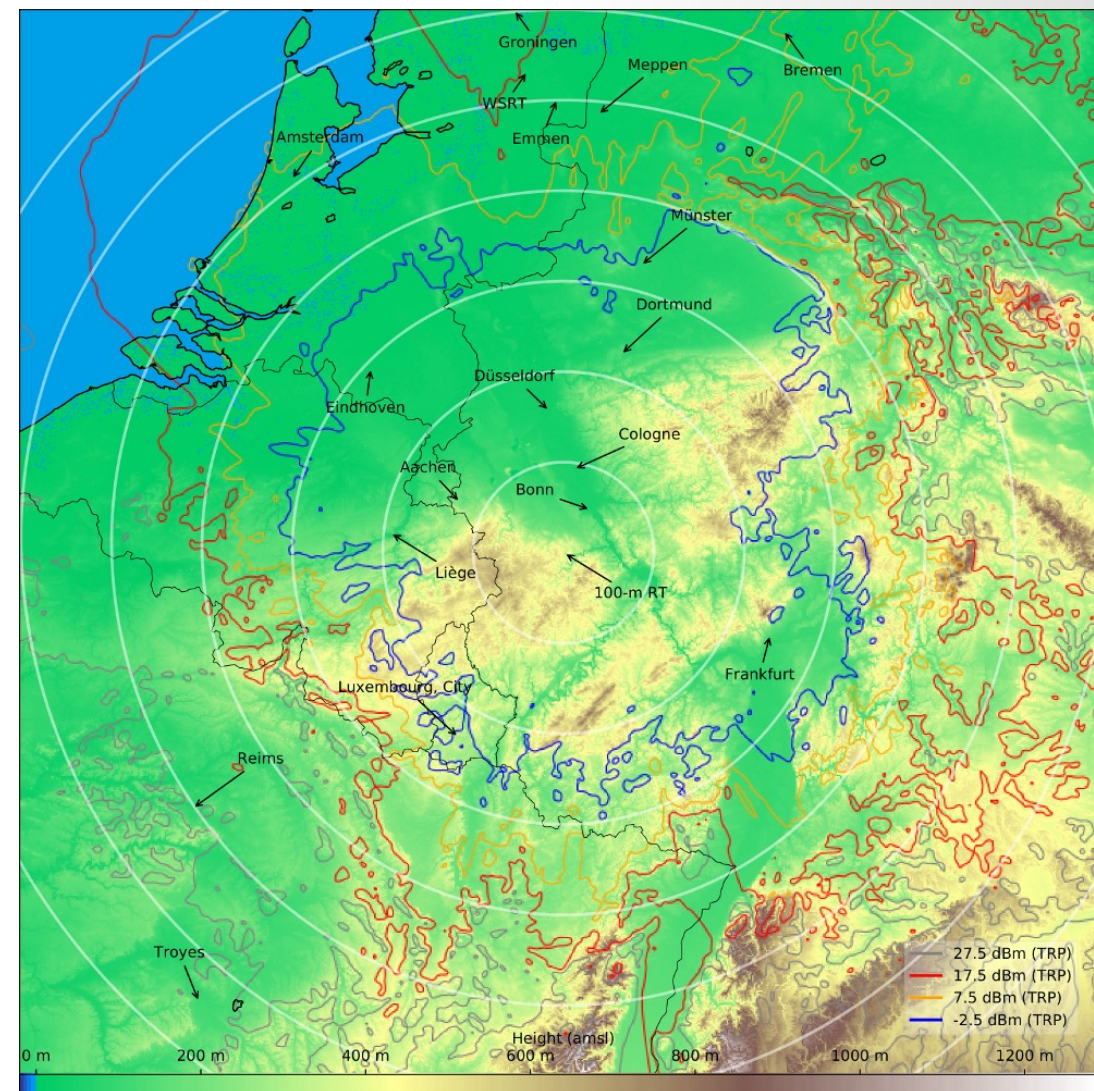 Groningen
Meppen
Bremen
WSRT
Amsterdam
Emmen
Münster
Dortmund
Düsseldorf
Eindhoven
Cologne
Aachen
Bonn
Liège
100-m RT
Frankfurt
Luxembourg, City
Reims
Troyes
27.5 dBm (TRP)
17.5 dBm (TRP)
7.5 dBm (TRP)
-2.5 dBm (TRP)
Height (amsl)
0 m 200 m 400 m 600 m 800 m 1000 m 1200 m